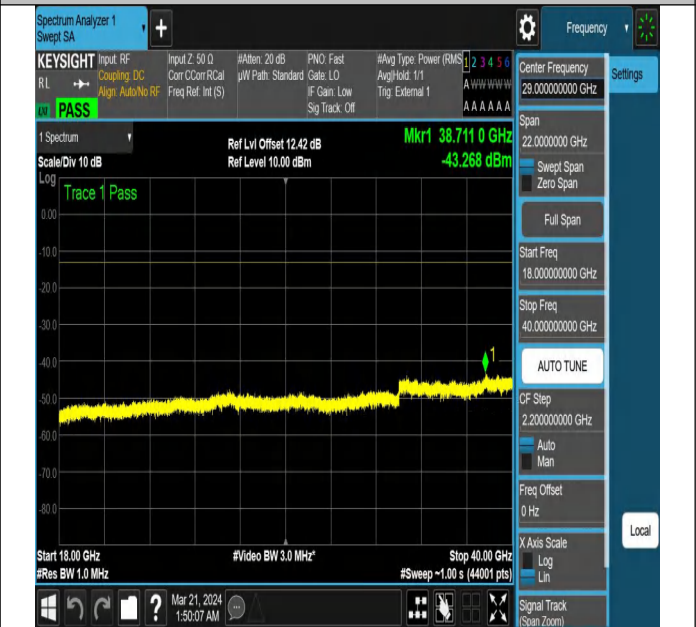 Spectrum Analyzer 1
Swept SA
+
Frequency
KEYSIGHT
RL
PASS
Input: RF
Coupling: DC
Align: Auto/No RF
Input Z: 50 Ω
Corr CCorr RCal
Freq Ref: Int (S)
#Atten: 20 dB
µW Path: Standard
PNO: Fast
Gate: LO
IF Gain: Low
Sig Track: Off
#Avg Type: Power (RMS
Avg|Hold: 1/1
Trig: External 1
1 2 3 4 5 6
A W W W W W
A A A A A A
1 Spectrum
Scale/Div 10 dB
Ref Lvl Offset 12.42 dB
Ref Level 10.00 dBm
Mkr1 38.711 0 GHz
-43.268 dBm
Log
Trace 1 Pass
0.00
-10.0
-20.0
-30.0
-40.0
-50.0
-60.0
-70.0
-80.0
1
Start 18.00 GHz
#Res BW 1.0 MHz
#Video BW 3.0 MHz*
Stop 40.00 GHz
#Sweep ~1.00 s (44001 pts)
Mar 21, 2024
1:50:07 AM
?
Center Frequency
29.000000000 GHz
Settings
Span
22.0000000 GHz
Swept Span
Zero Span
Full Span
Start Freq
18.000000000 GHz
Stop Freq
40.000000000 GHz
AUTO TUNE
CF Step
2.200000000 GHz
Auto
Man
Freq Offset
0 Hz
Local
X Axis Scale
Log
Lin
Signal Track
(Span Zoom)